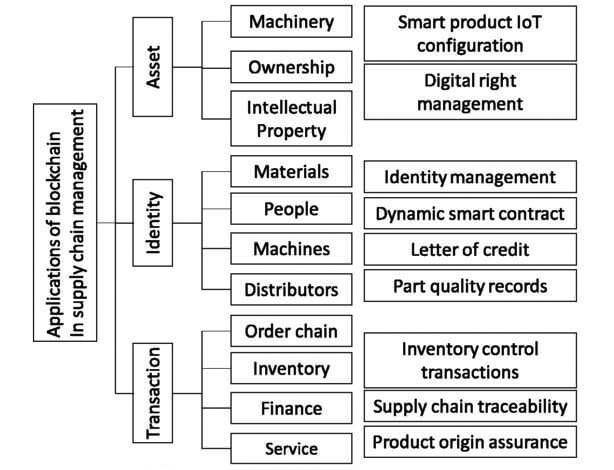 Applications of blockchain
In supply chain management
Asset
Machinery
Ownership
Intellectual
Property
Smart product IoT
configuration
Digital right
management
Identity
Materials
People
Machines
Distributors
Identity management
Dynamic smart contract
Letter of credit
Part quality records
Transaction
Order chain
Inventory
Finance
Service
Inventory control
transactions
Supply chain traceability
Product origin assurance